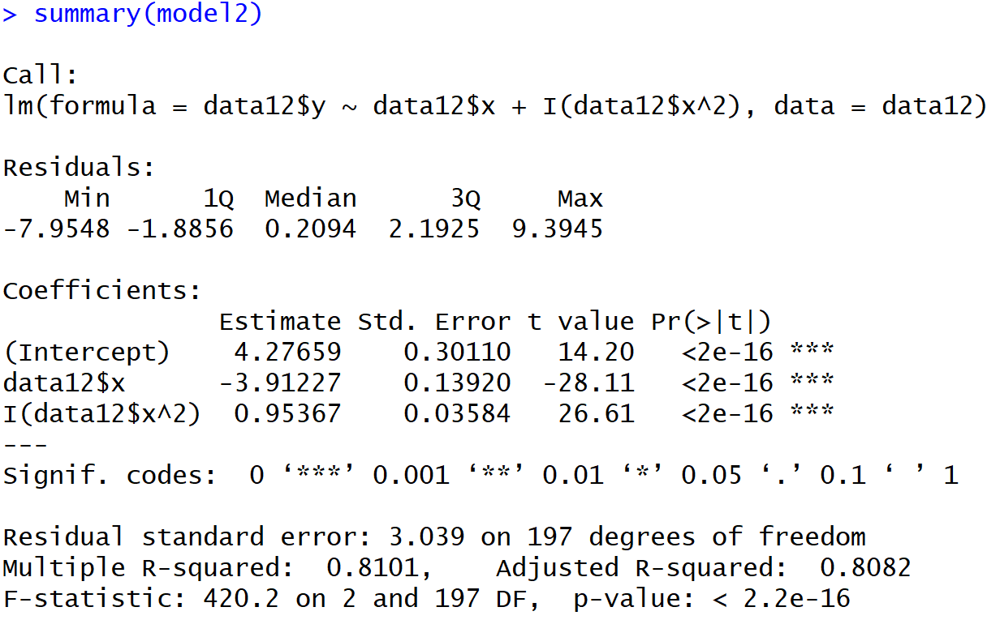 > summary(model2)
Call:
lm(formula = data12$y ~ data12$x + I(data12$x^2), data = data12)
Residuals:
    Min      1Q  Median      3Q     Max
-7.9548 -1.8856  0.2094  2.1925  9.3945
Coefficients:
              Estimate Std. Error t value Pr(>|t|)
(Intercept)    4.27659    0.30110   14.20   <2e-16 ***
data12$x      -3.91227    0.13920  -28.11   <2e-16 ***
I(data12$x^2)  0.95367    0.03584   26.61   <2e-16 ***
---
Signif. codes:  0 ‘***’ 0.001 ‘**’ 0.01 ‘*’ 0.05 ‘.’ 0.1 ‘ ’ 1
Residual standard error: 3.039 on 197 degrees of freedom
Multiple R-squared:  0.8101,    Adjusted R-squared:  0.8082
F-statistic: 420.2 on 2 and 197 DF,  p-value: < 2.2e-16